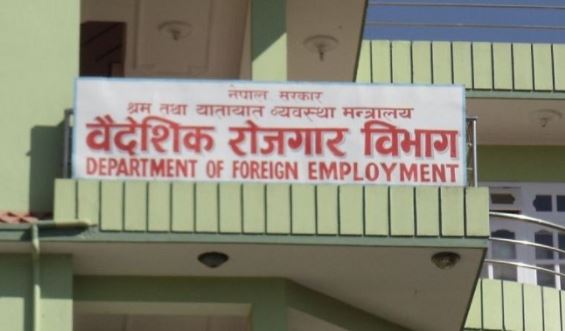 नेपाल सरकार
श्रम तथा यातायात व्यवस्था मन्त्रालय
वैदेशिक रोजगार विभाग
DEPARTMENT OF FOREIGN EMPLOYMENT